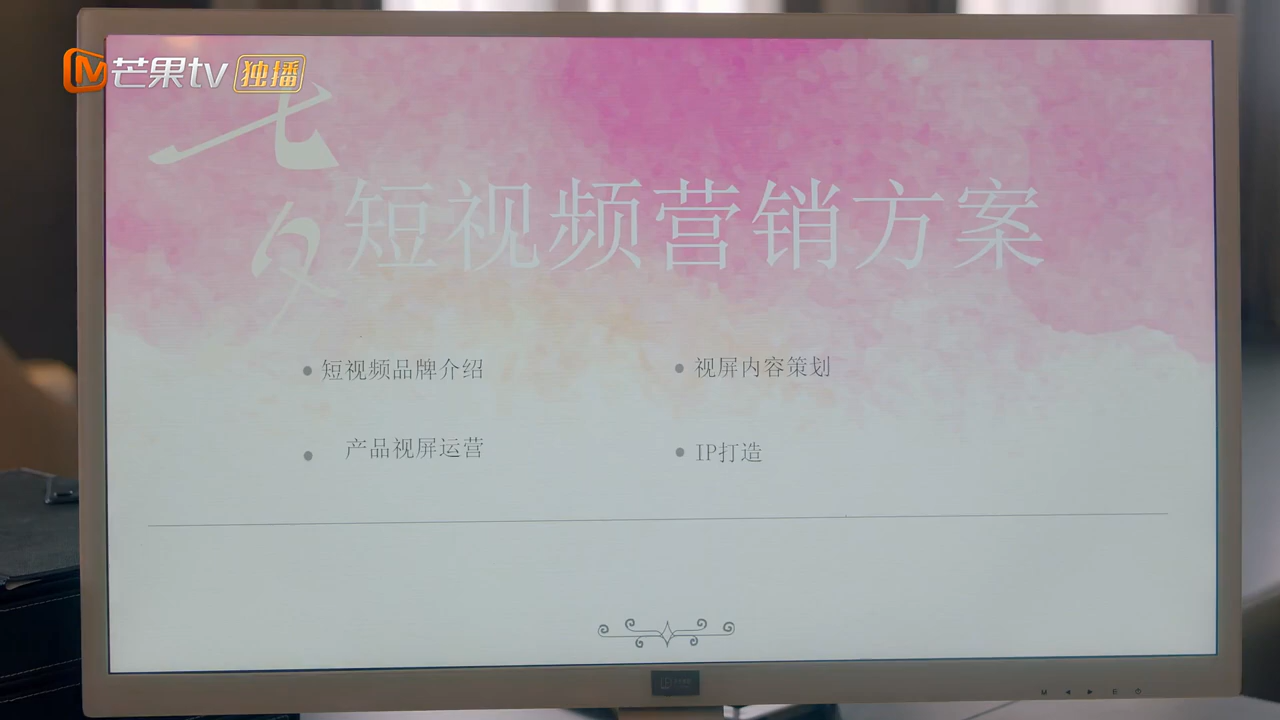 芒果tv 独播
七夕
短视频营销方案
短视频品牌介绍
视屏内容策划
产品视屏运营
IP打造